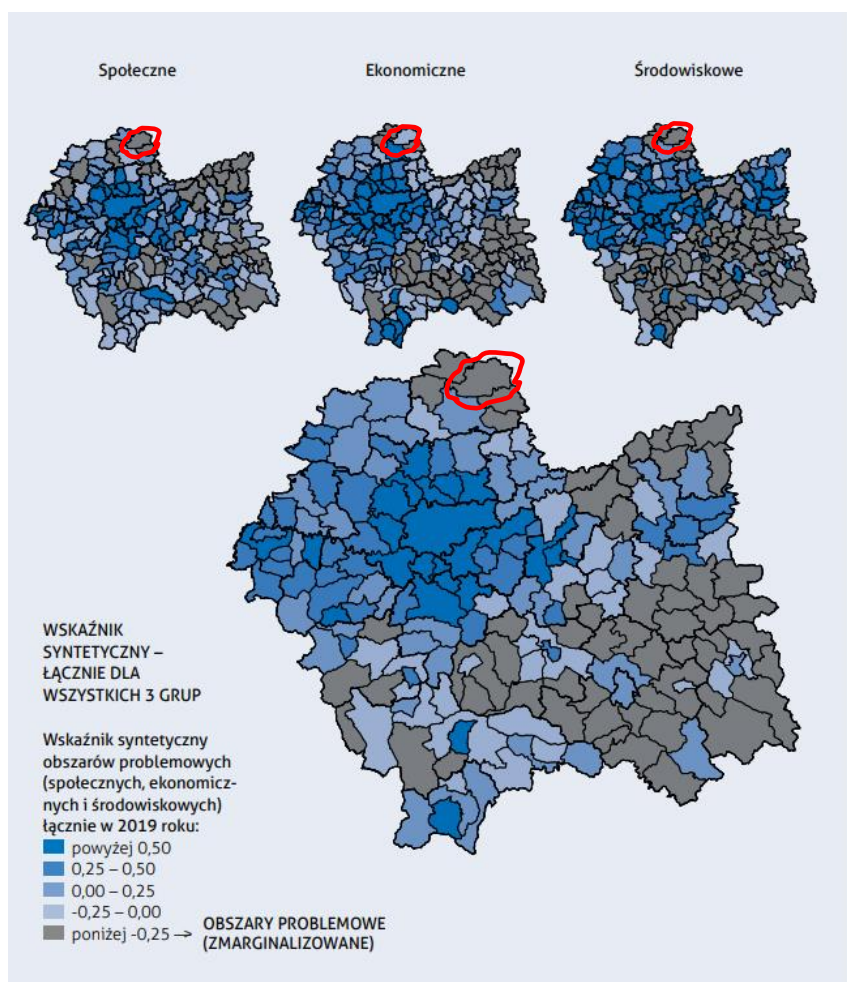 Społeczne
Ekonomiczne
Środowiskowe
WSKAŹNIK
SYNTETYCZNY –
ŁĄCZNIE DLA
WSZYSTKICH 3 GRUP
Wskaźnik syntetyczny
obszarów problemowych
(społecznych, ekonomicz-
nych i środowiskowych)
łącznie w 2019 roku:
powyżej 0,50
0,25 – 0,50
0,00 – 0,25
-0,25 – 0,00
poniżej -0,25 → OBSZARY PROBLEMOWE
(ZMARGINALIZOWANE)